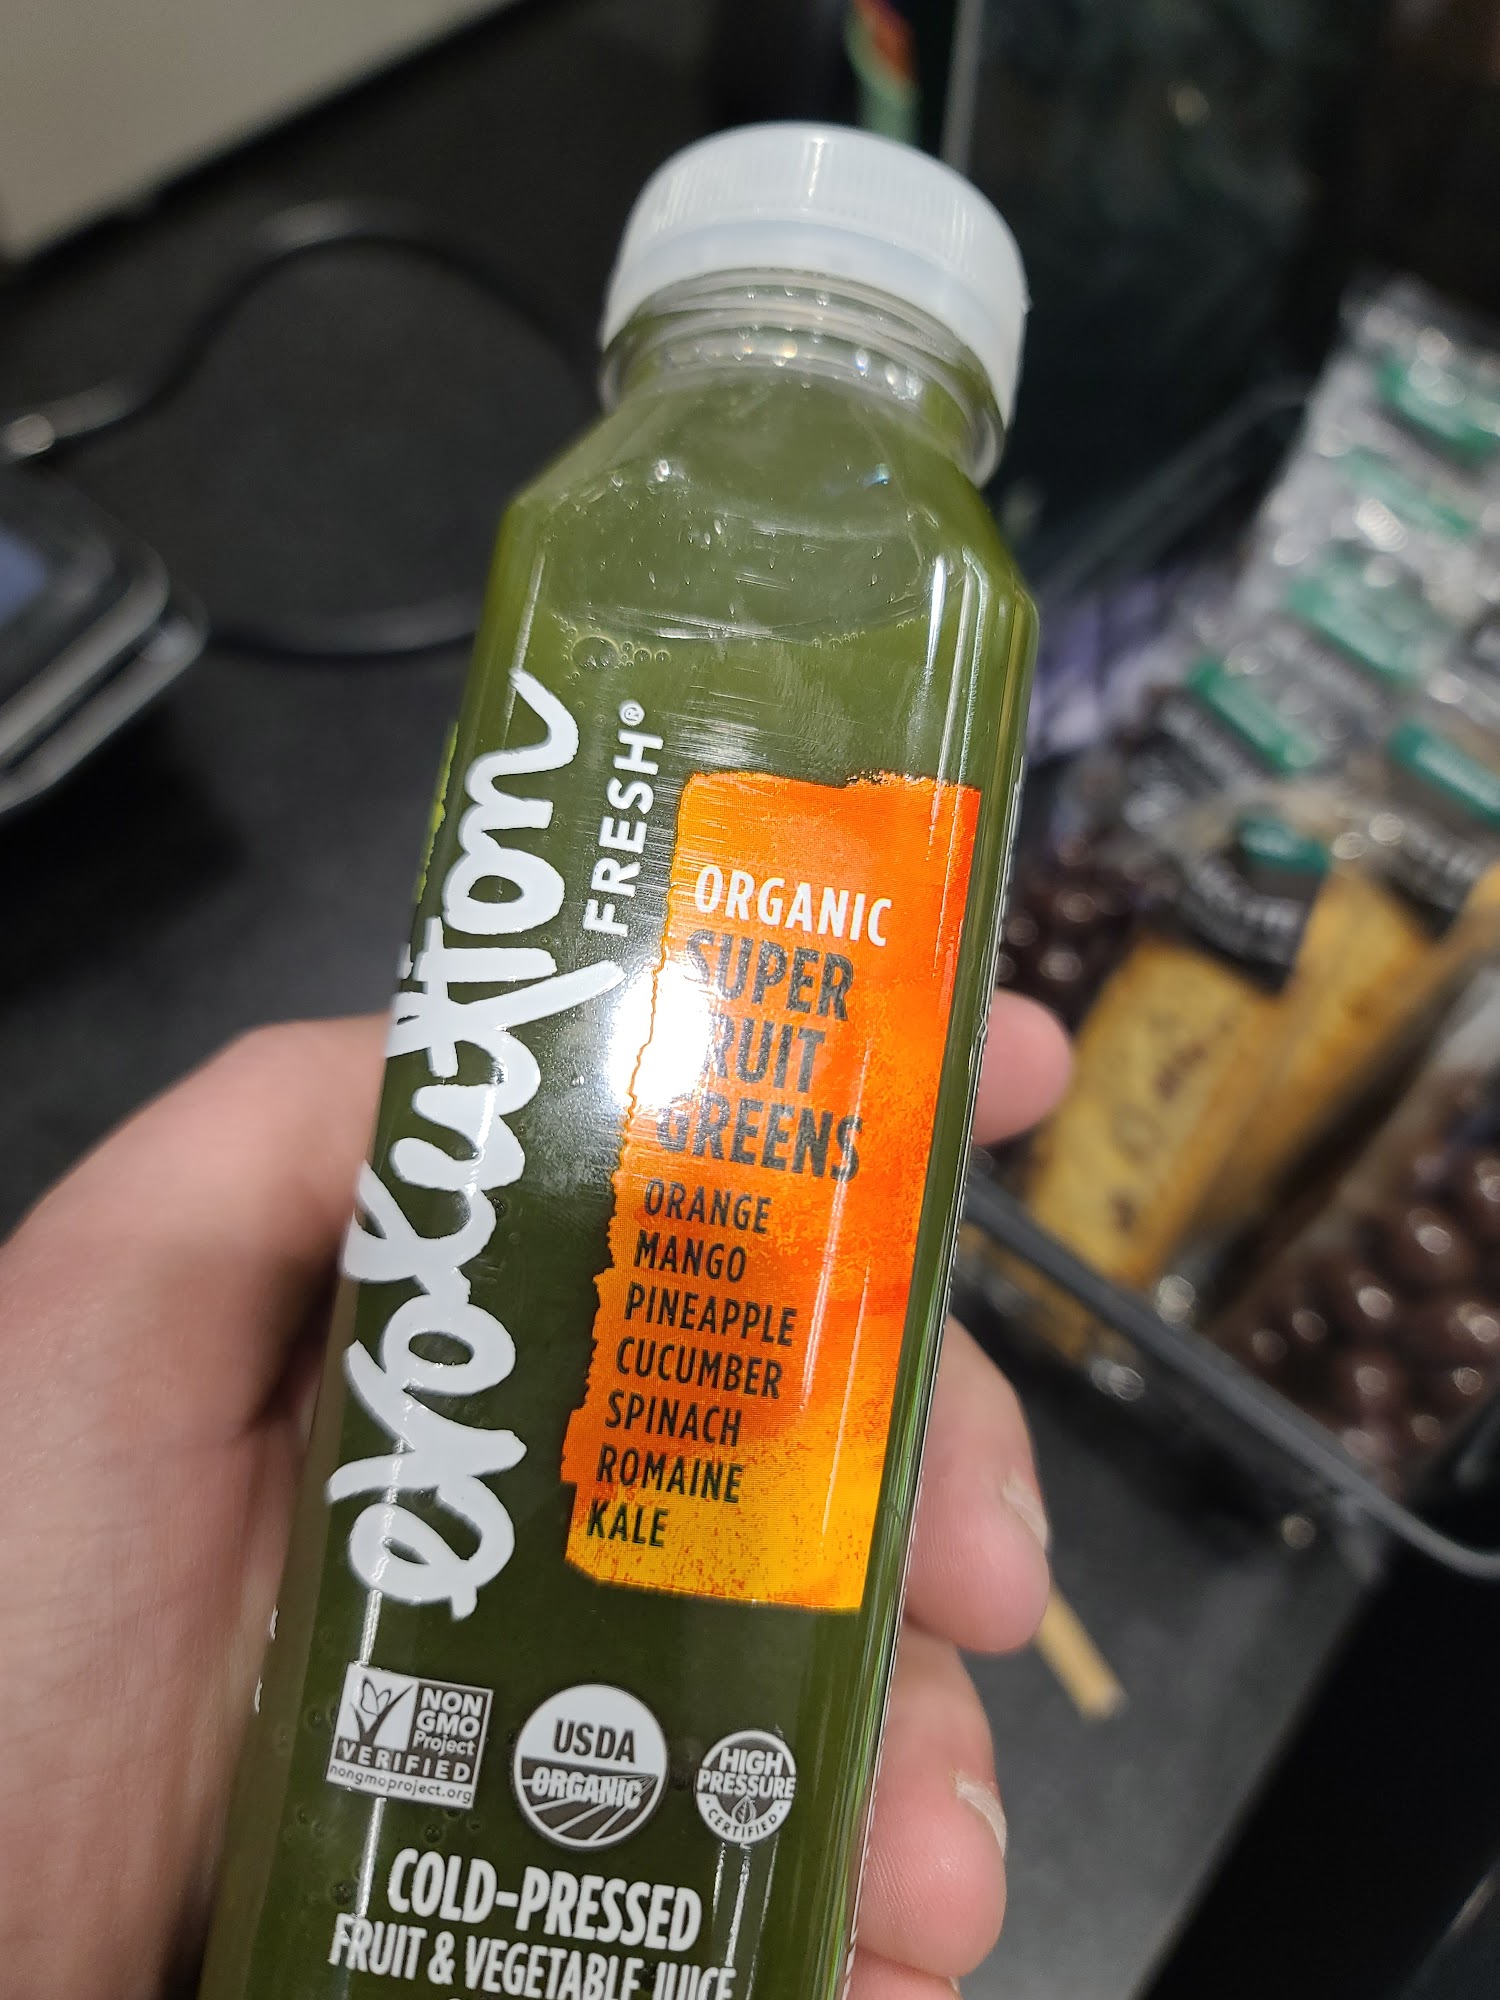 evolution
FRESH®
ORGANIC
SUPER
FRUIT
GREENS
ORANGE
MANGO
PINEAPPLE
CUCUMBER
SPINACH
ROMAINE
KALE
NON
GMO
Project
VERIFIED
nongmoproject.org
USDA
ORGANIC
HIGH
PRESSURE
CERTIFIED
COLD-PRESSED
FRUIT & VEGETABLE JUICE